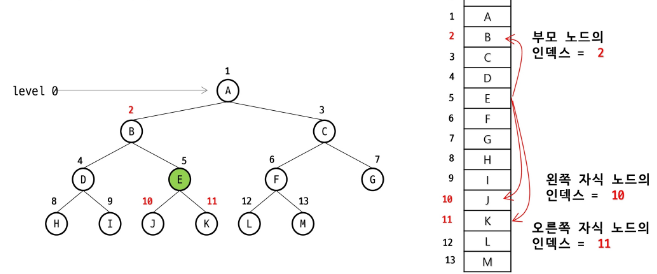 level 0
1
A
2
B
3
C
4
D
5
E
6
F
7
G
8
H
9
I
10
J
11
K
12
L
13
M
1 A
2 B
3 C
4 D
5 E
6 F
7 G
8 H
9 I
10 J
11 K
12 L
13 M
부모 노드의
인덱스 = 2
왼쪽 자식 노드의
인덱스 = 10
오른쪽 자식 노드의
인덱스 = 11